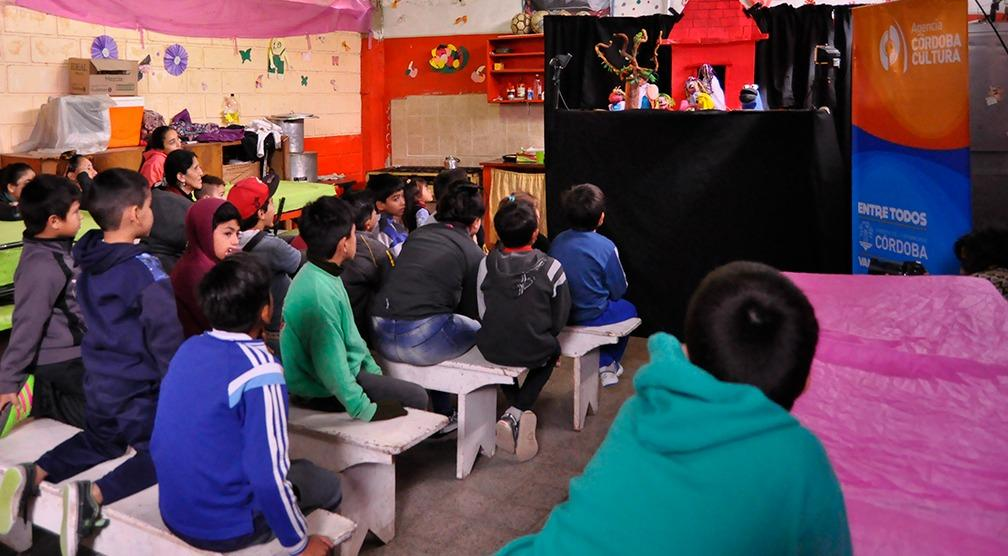 Agencia
CÓRDOBA
CULTURA
ENTRE TODOS
CÓRDOBA